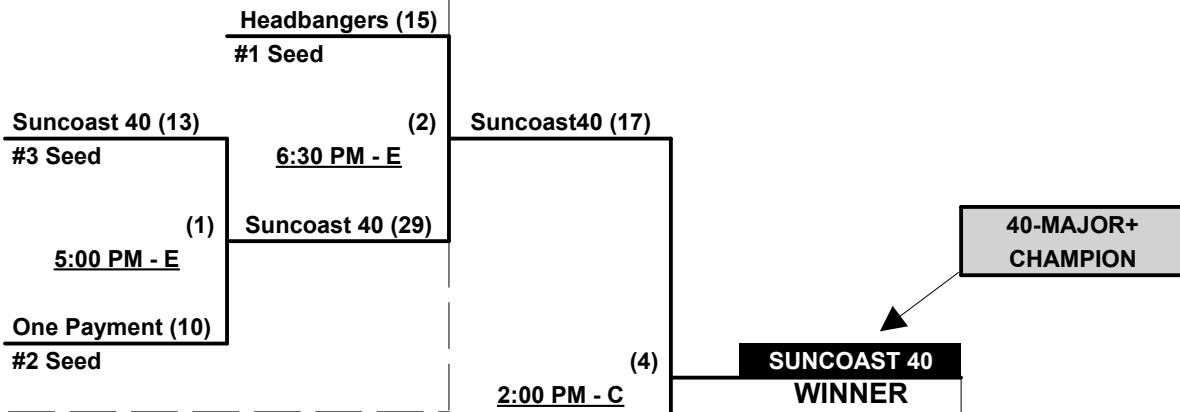 Headbangers (15)
#1 Seed
Suncoast 40 (13)
(2)
Suncoast40 (17)
#3 Seed
6:30 PM - E
(1)
Suncoast 40 (29)
40-MAJOR+
CHAMPION
5:00 PM - E
One Payment (10)
#2 Seed
(4)
SUNCOAST 40
WINNER
2:00 PM - C